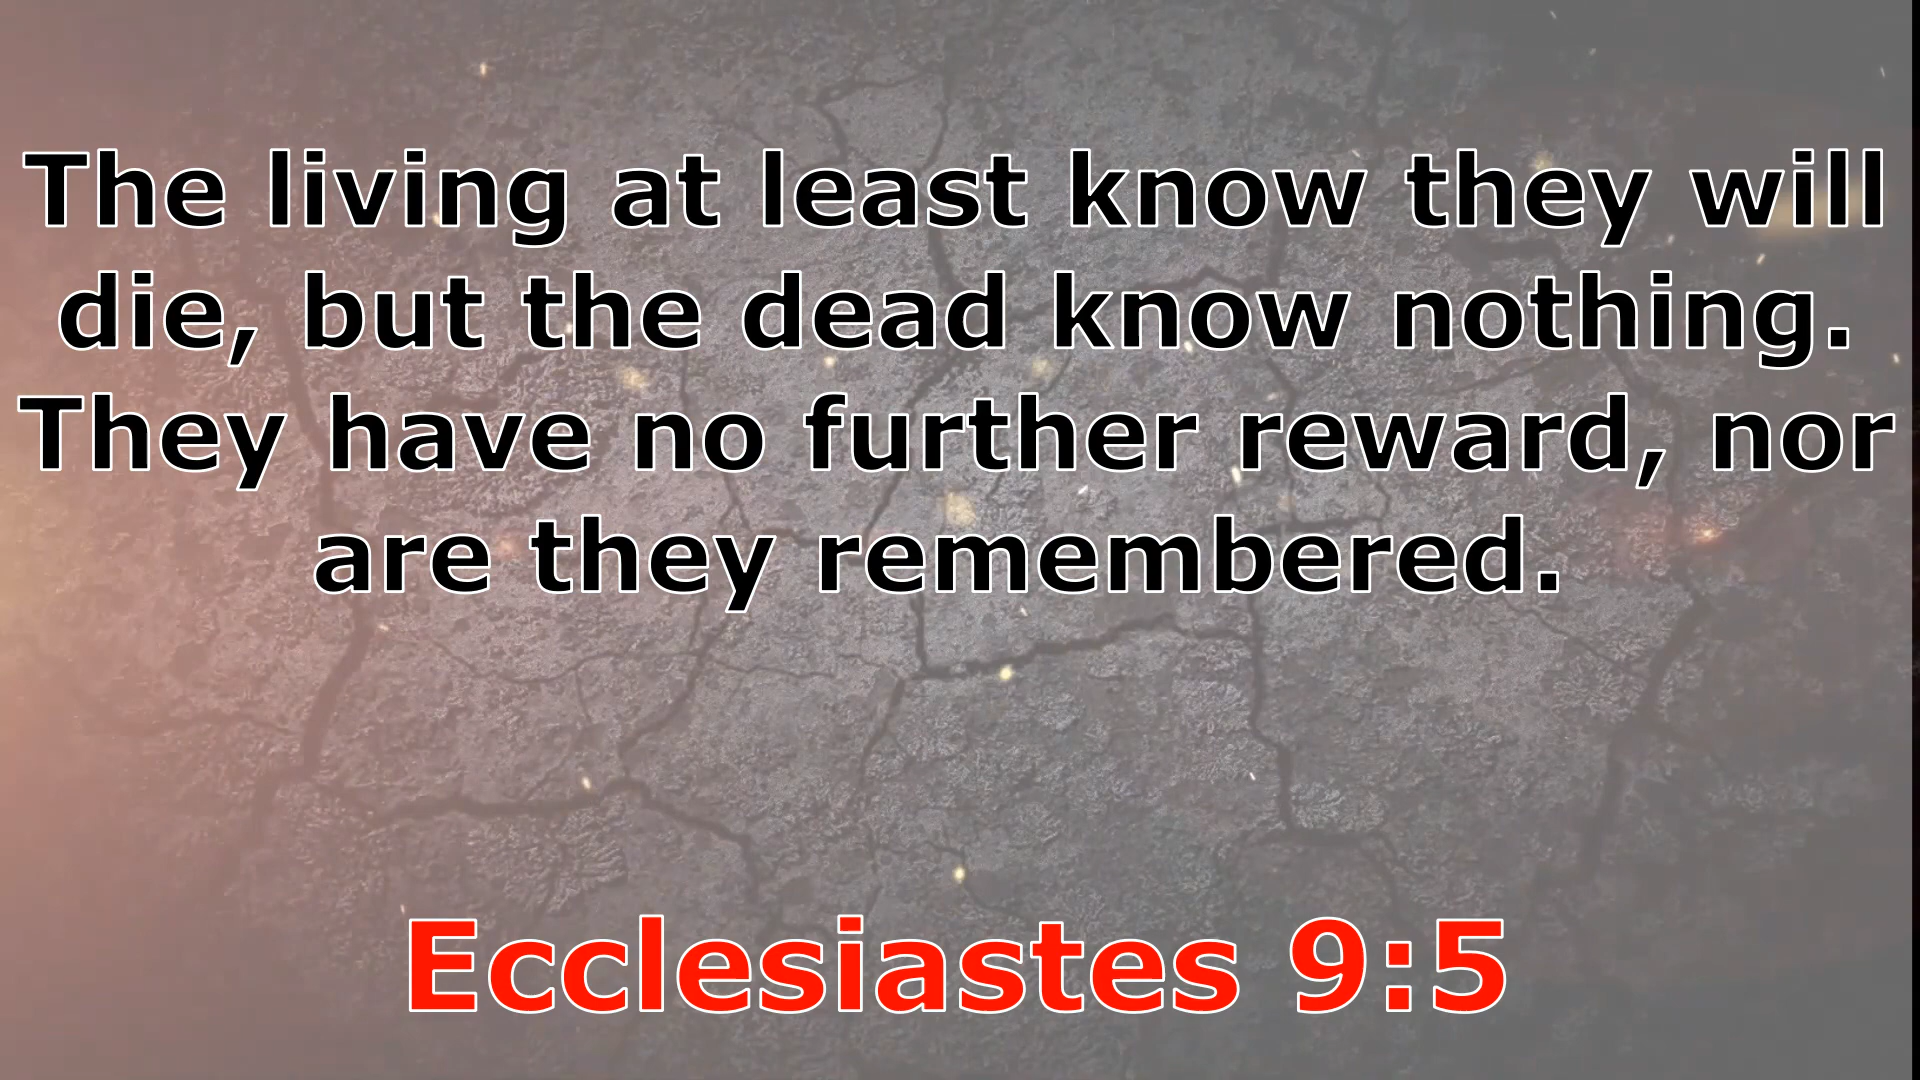 The living at least know they will
die, but the dead know nothing.
They have no further reward, nor
are they remembered.
Ecclesiastes 9:5